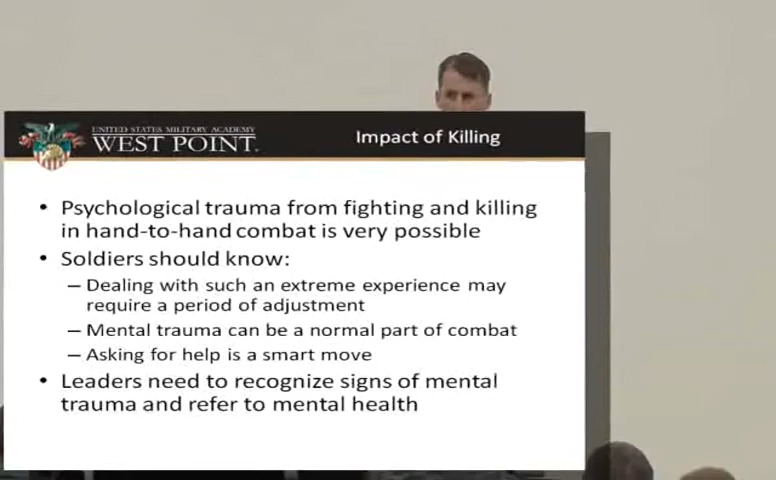 UNITED STATES MILITARY ACADEMY
WEST POINT.
Impact of Killing
• Psychological trauma from fighting and killing
in hand-to-hand combat is very possible
• Soldiers should know:
– Dealing with such an extreme experience may
require a period of adjustment
– Mental trauma can be a normal part of combat
– Asking for help is a smart move
• Leaders need to recognize signs of mental
trauma and refer to mental health